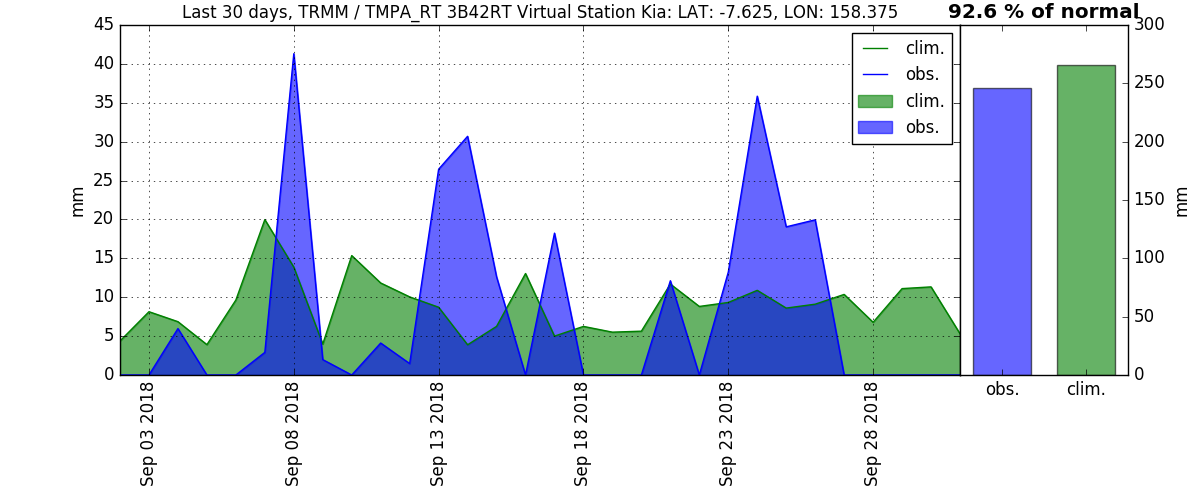 Last 30 days, TRMM / TMPA_RT 3B42RT Virtual Station Kia: LAT: -7.625, LON: 158.375
92.6 % of normal
45
40
35
30
25
20
15
10
5
0
mm
clim.
obs.
clim.
obs.
Sep 03 2018
Sep 08 2018
Sep 13 2018
Sep 18 2018
Sep 23 2018
Sep 28 2018
300
250
200
150
100
50
0
mm
obs.
clim.